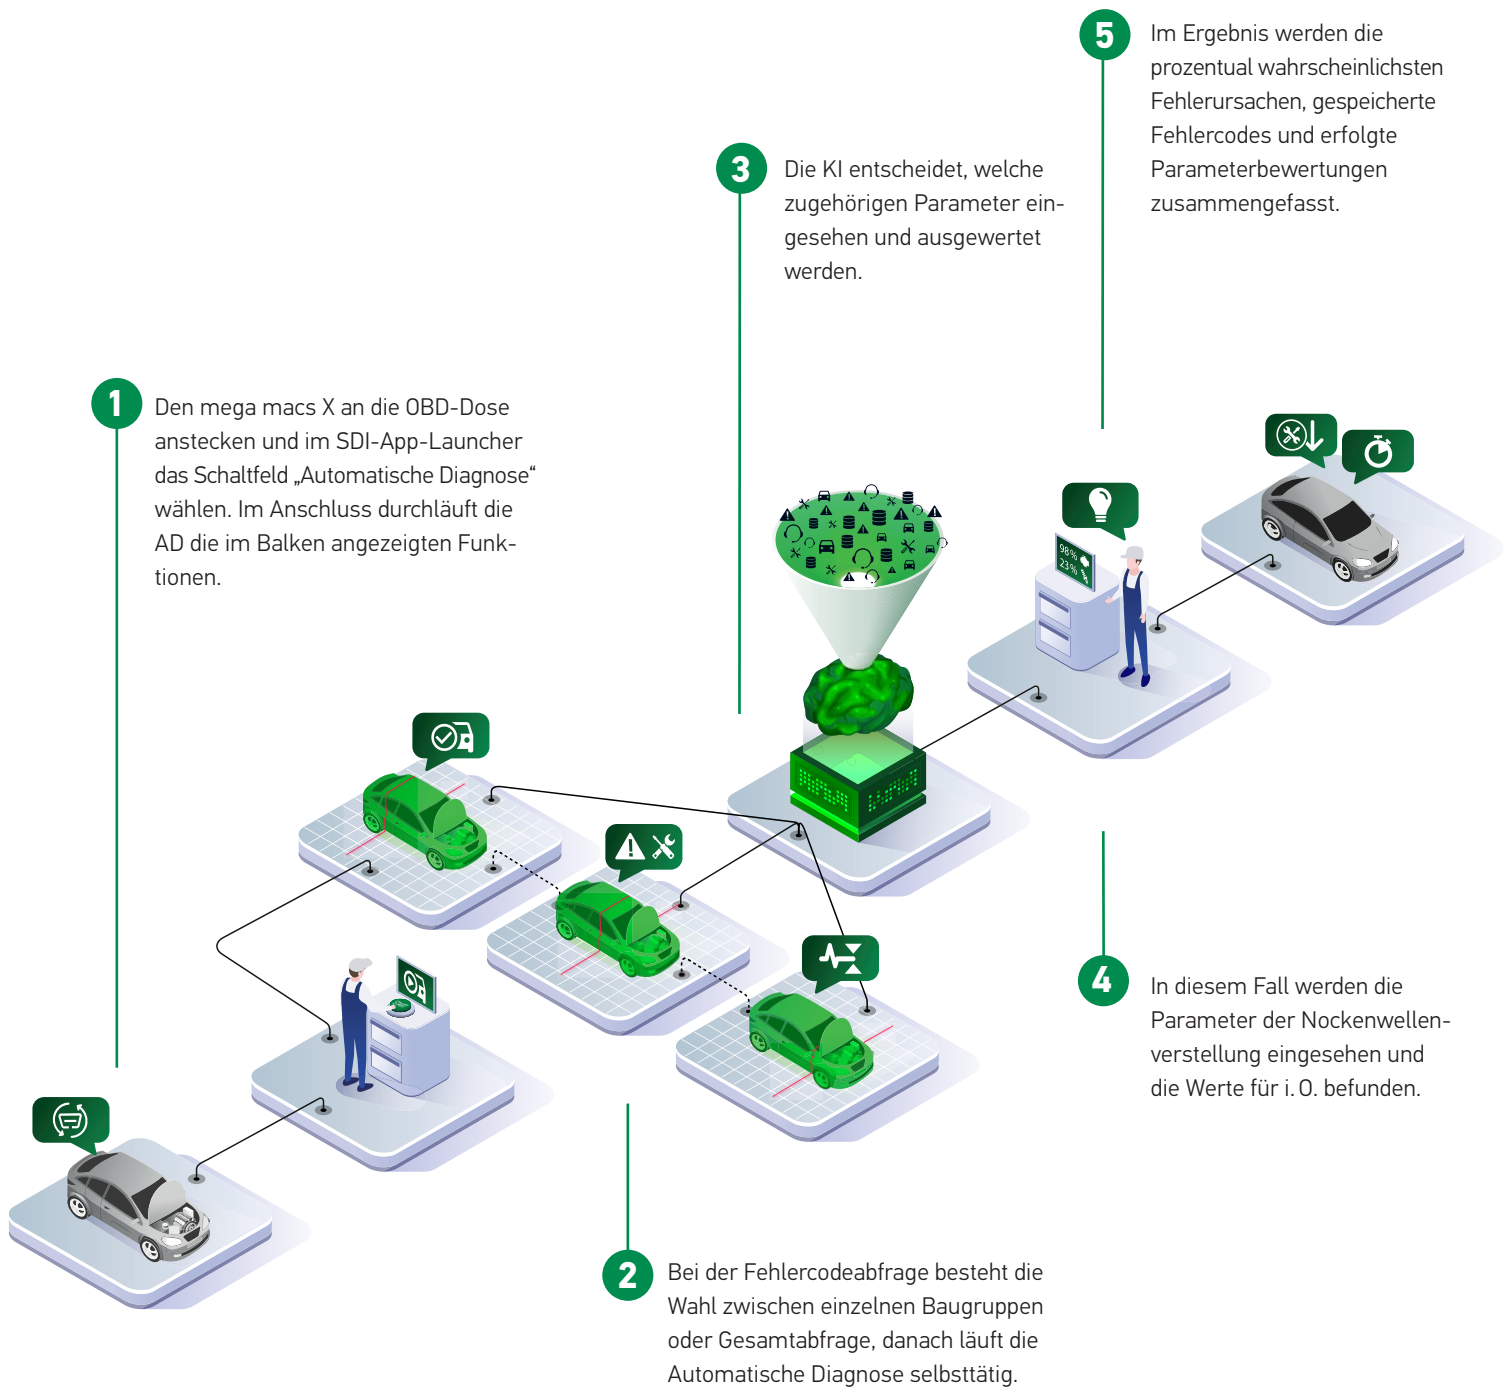 1
Den mega macs X an die OBD-Dose
anstecken und im SDI-App-Launcher
das Schaltfeld „Automatische Diagnose“
wählen. Im Anschluss durchläuft die
AD die im Balken angezeigten Funk-
tionen.
2
Bei der Fehlercodeabfrage besteht die
Wahl zwischen einzelnen Baugruppen
oder Gesamtabfrage, danach läuft die
Automatische Diagnose selbsttätig.
3
Die KI entscheidet, welche
zugehörigen Parameter ein-
gesehen und ausgewertet
werden.
4
In diesem Fall werden die
Parameter der Nockenwellen-
verstellung eingesehen und
die Werte für i. O. befunden.
5
Im Ergebnis werden die
prozentual wahrscheinlichsten
Fehlerursachen, gespeicherte
Fehlercodes und erfolgte
Parameterbewertungen
zusammengefasst.
98%
23%